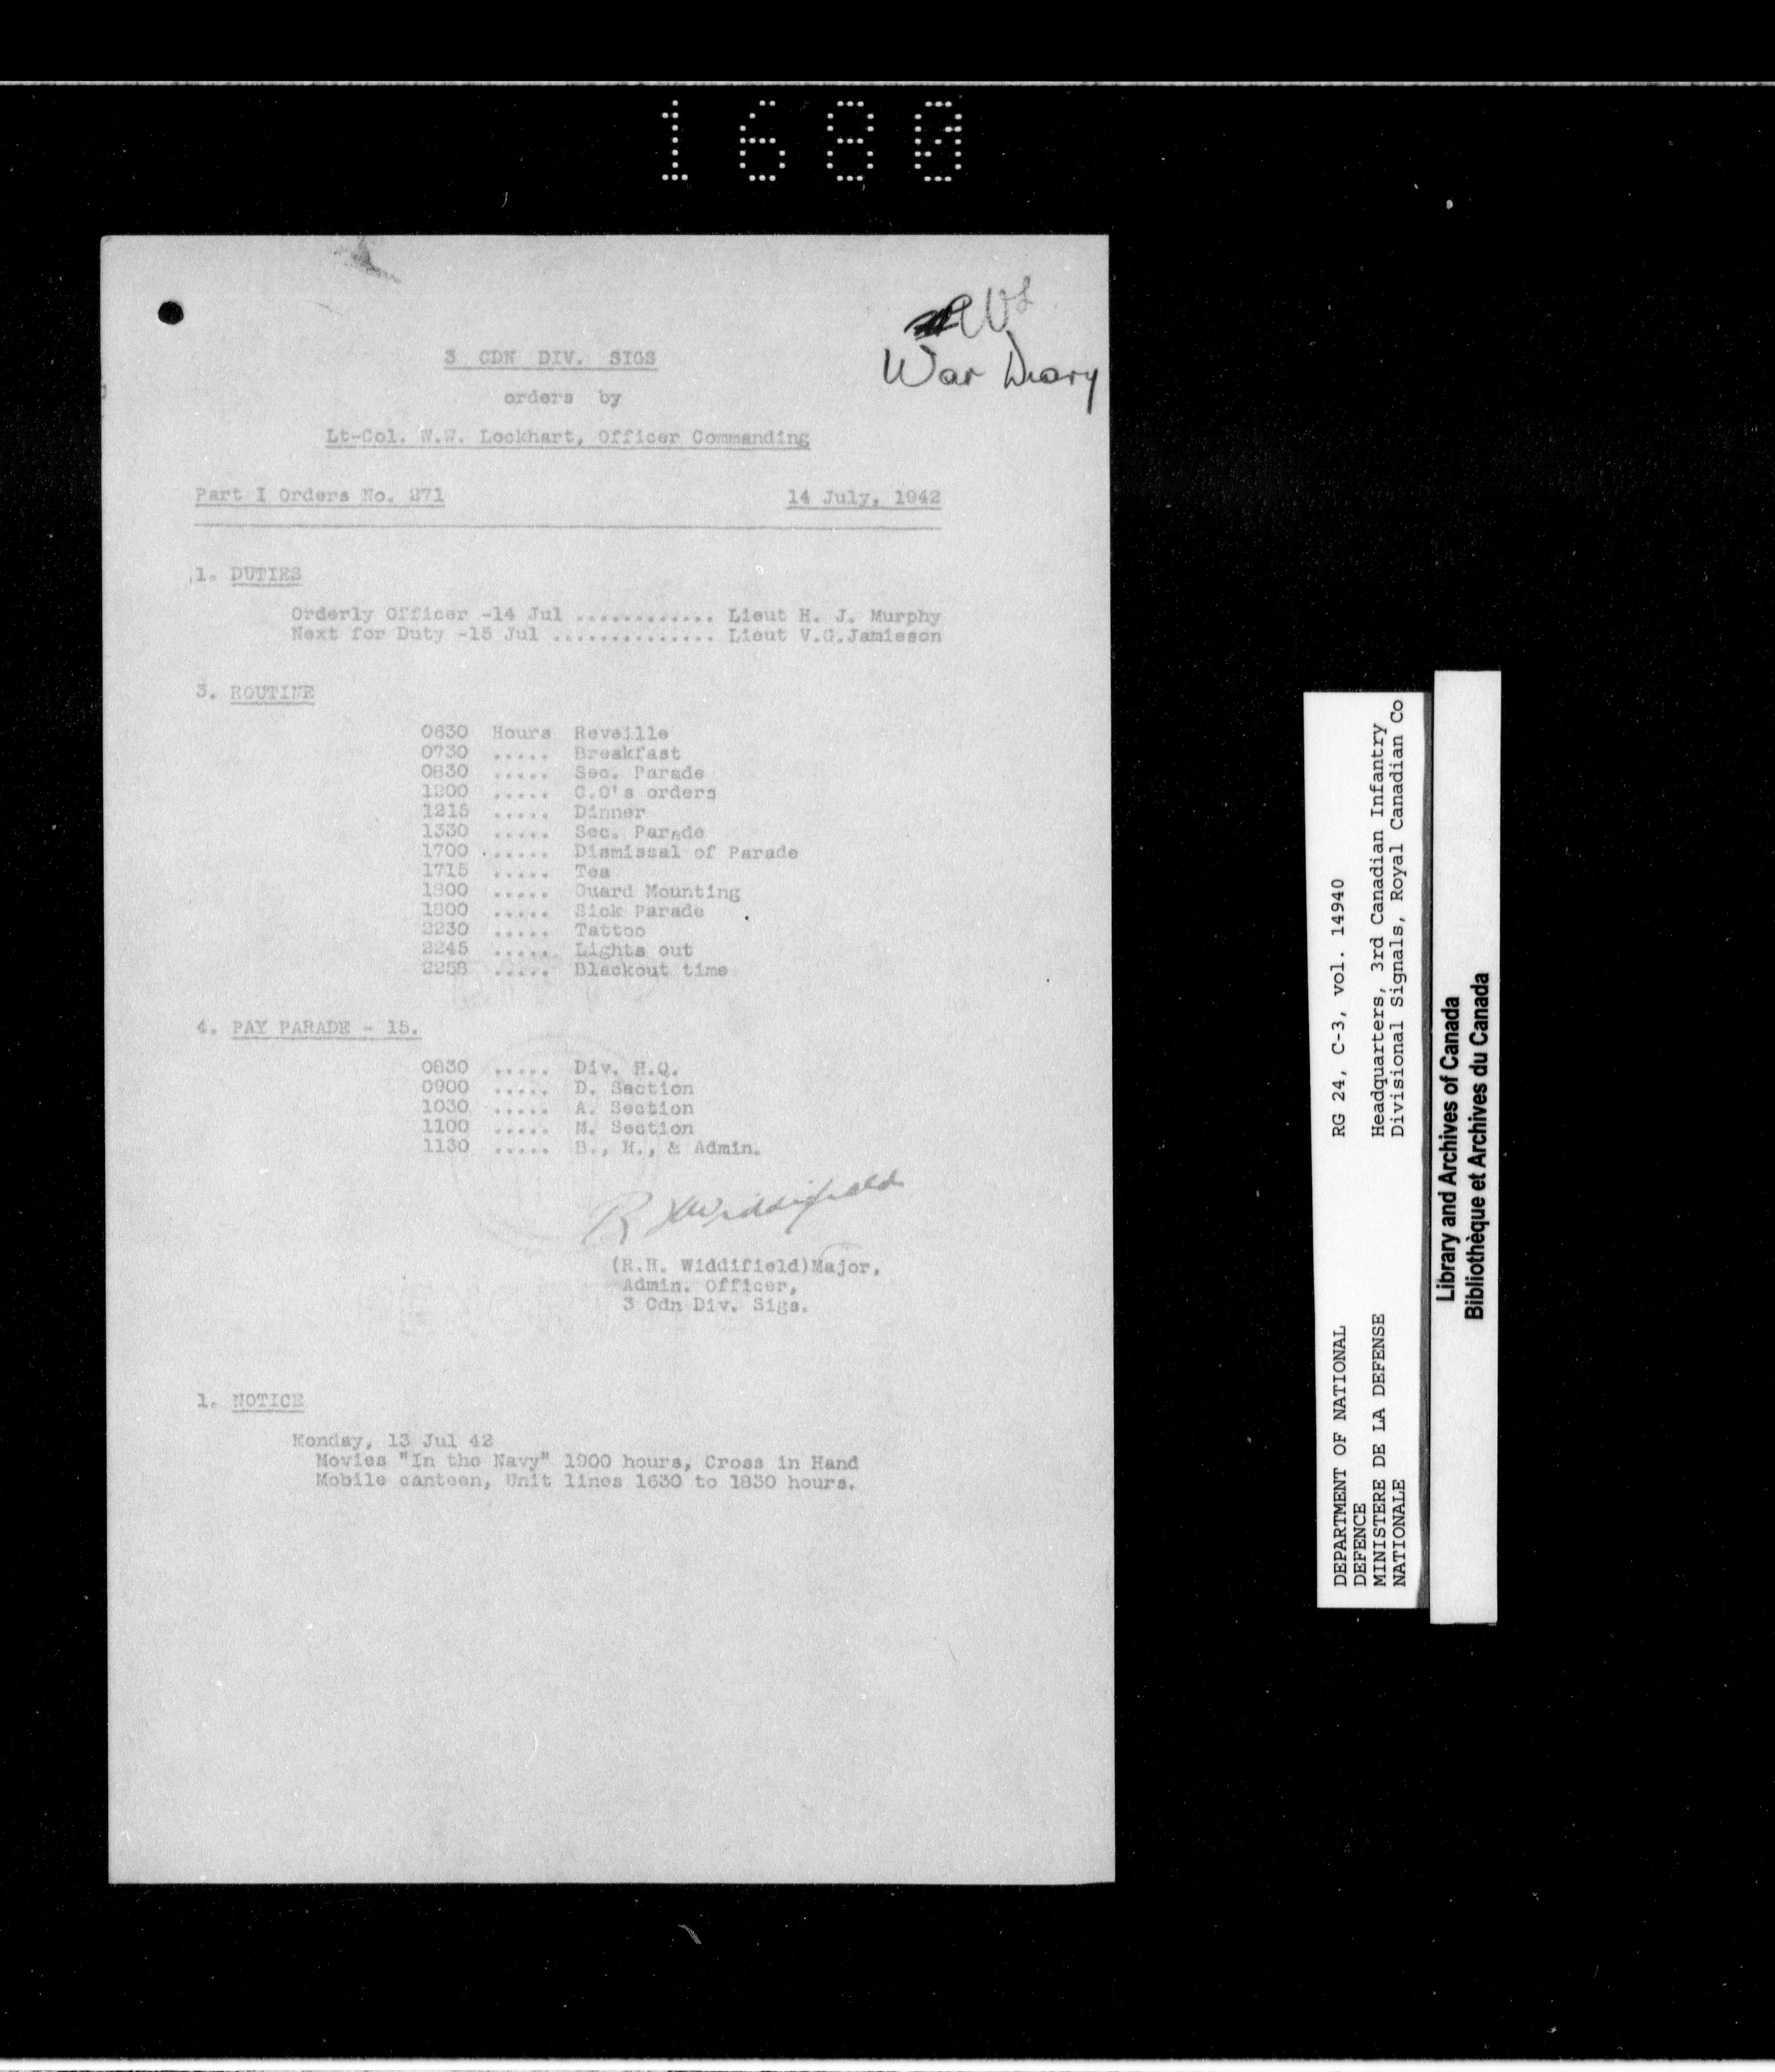 1680
War Diary
3 CDN DIV. SIGS
orders by
Lt-Col. W.W. Lockhart, Officer Commanding
Part I Orders No. 271 14 July, 1942
1. DUTIES
Orderly Officer -14 Jul ............ Lieut H. J. Murphy
Next for Duty -15 Jul .............. Lieut V.C.Jamieson
3. ROUTINE
0630 Hours Reveille
0730 ..... Breakfast
0830 ..... Sec. Parade
1200 ..... C.O's orders
1215 ..... Dinner
1330 ..... Sec. Parade
1700 ...... Dismissal of Parade
1715 ..... Tea
1800 ..... Guard Mounting
1800 ..... Sick Parade
2230 ..... Tattoo
2245 ..... Lights out
2258 ..... Blackout time
4. PAY PARADE - 15.
0830 ..... Div. H.Q.
0900 ..... D. Section
1030 ..... A. Section
1100 ..... M. Section
1130 ..... B., H., & Admin.
R H Widdifield
(R.H. Widdifield)Major,
Admin. Officer,
3 Cdn Div. Sigs.
1. NOTICE
Monday, 13 Jul 42
Movies "In the Navy" 1900 hours, Cross in Hand
Mobile canteen, Unit lines 1630 to 1830 hours.
DEPARTMENT OF NATIONAL
DEFENCE
MINISTERE DE LA DEFENSE
NATIONALE
RG 24, C-3, vol. 14940
Headquarters, 3rd Canadian Infantry
Divisional Signals, Royal Canadian Co
Library and Archives of Canada
Bibliothèque et Archives du Canada